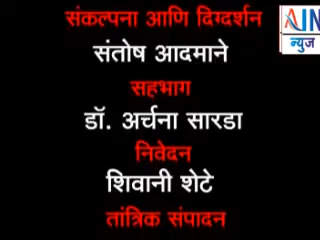 संकल्पना आणि दिग्दर्शन
संतोष आदमाने
सहभाग
डॉ. अर्चना सारडा
निवेदन
शिवानी शेटे
तांत्रिक संपादन
AIN
न्युज